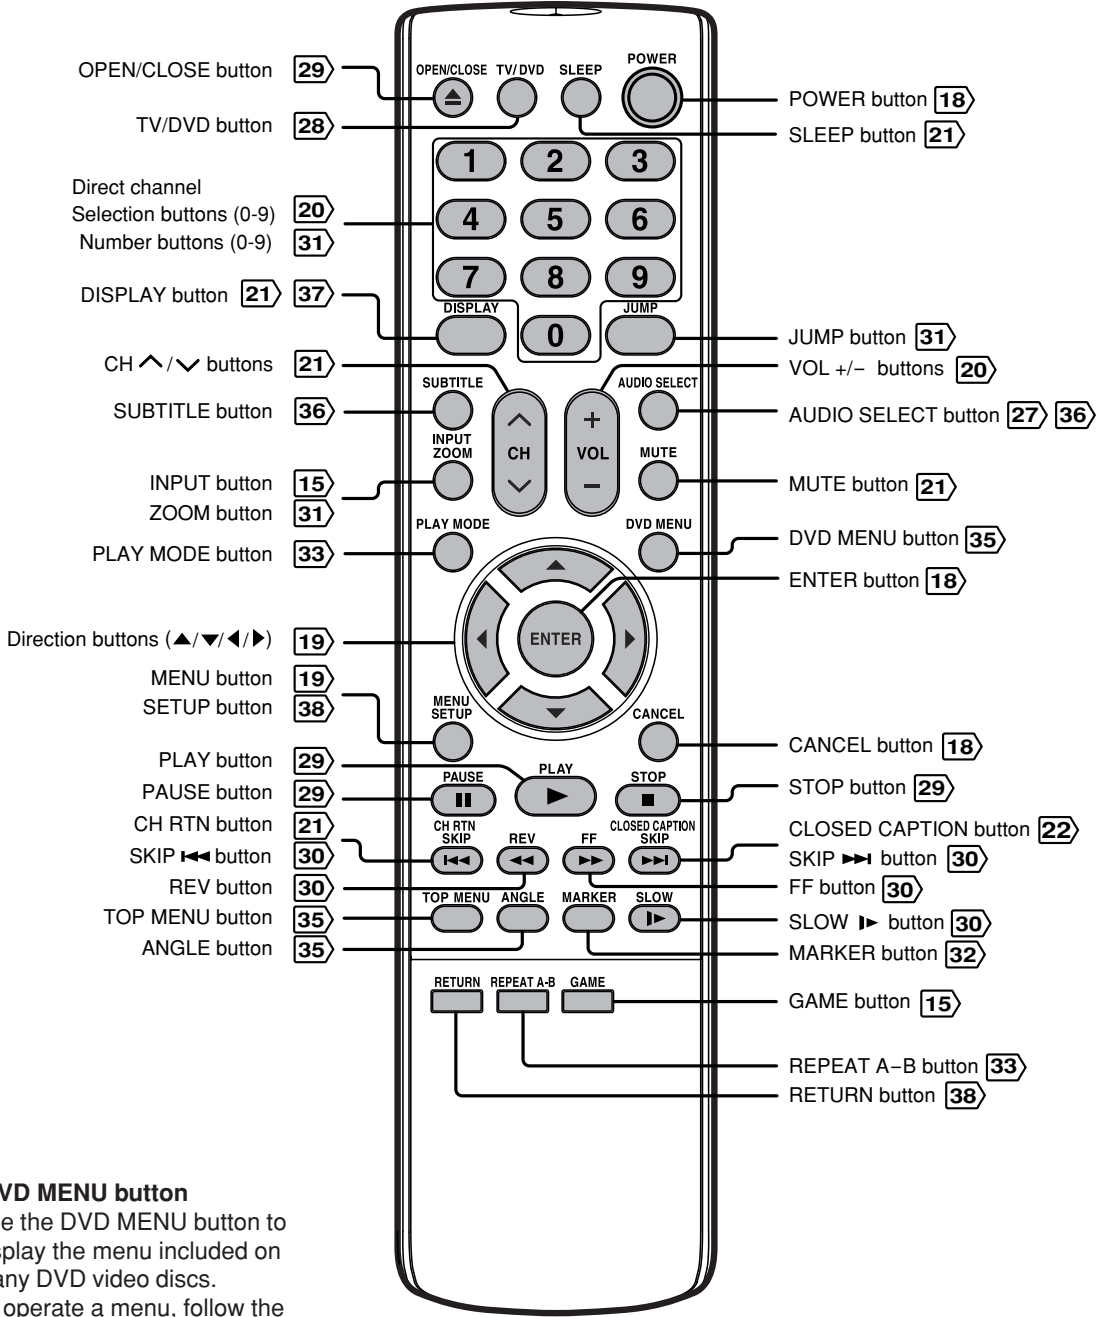 OPEN/CLOSE button 29
TV/DVD button 28
Direct channel
Selection buttons (0-9) 20
Number buttons (0-9) 31
DISPLAY button 21 37
CH / buttons 21
SUBTITLE button 36
INPUT button 15
ZOOM button 31
PLAY MODE button 33
Direction buttons (▲/▼/◀/▶) 19
MENU button 19
SETUP button 38
PLAY button 29
PAUSE button 29
CH RTN button 21
SKIP ⏮ button 30
REV button 30
TOP MENU button 35
ANGLE button 35
OPEN/CLOSE TV/DVD SLEEP POWER
1 2 3
4 5 6
7 8 9
DISPLAY 0 JUMP
SUBTITLE AUDIO SELECT
INPUT
ZOOM CH + VOL − MUTE
PLAY MODE DVD MENU
ENTER
MENU
SETUP CANCEL
PAUSE PLAY STOP
CH RTN CLOSED CAPTION
SKIP REV FF SKIP
TOP MENU ANGLE MARKER SLOW
RETURN REPEAT A-B GAME
POWER button 18
SLEEP button 21
JUMP button 31
VOL +/− buttons 20
AUDIO SELECT button 27 36
MUTE button 21
DVD MENU button 35
ENTER button 18
CANCEL button 18
STOP button 29
CLOSED CAPTION button 22
SKIP ⏭ button 30
FF button 30
SLOW button 30
MARKER button 32
GAME button 15
REPEAT A−B button 33
RETURN button 38
VD MENU button
e the DVD MENU button to
splay the menu included on
any DVD video discs.
operate a menu, follow the